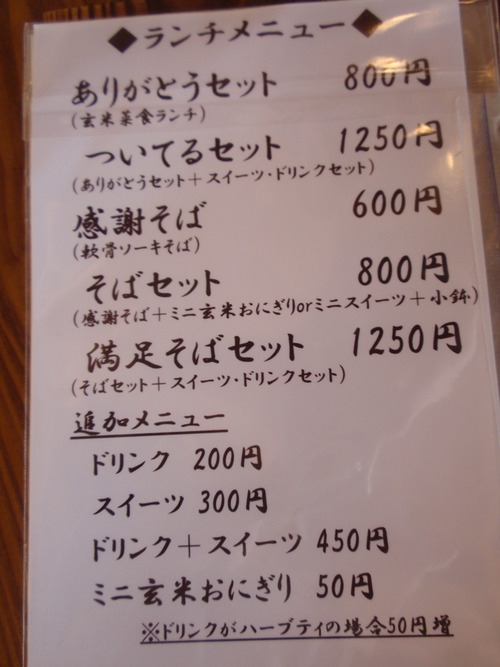 ◆ランチメニュー◆
ありがとうセット 800円
(玄米菜食ランチ)
ついてるセット 1250円
(ありがとうセット＋スイーツ・ドリンクセット)
感謝そば 600円
(軟骨ソーキそば)
そばセット 800円
(感謝そば＋ミニ玄米おにぎりorミニスイーツ＋小鉢)
満足そばセット 1250円
(そばセット＋スイーツ・ドリンクセット)
追加メニュー
ドリンク 200円
スイーツ 300円
ドリンク＋スイーツ 450円
ミニ玄米おにぎり 50円
※ドリンクがハーブティの場合50円増